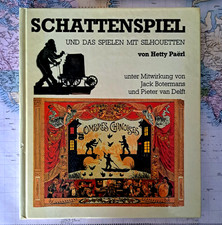 SCHATTENSPIEL
UND DAS SPIELEN MIT SILHOUETTEN
von Hetty Paërl
unter Mitwirkung von
Jack Botermans
und Pieter van Delft
OMBRES CHINOISES